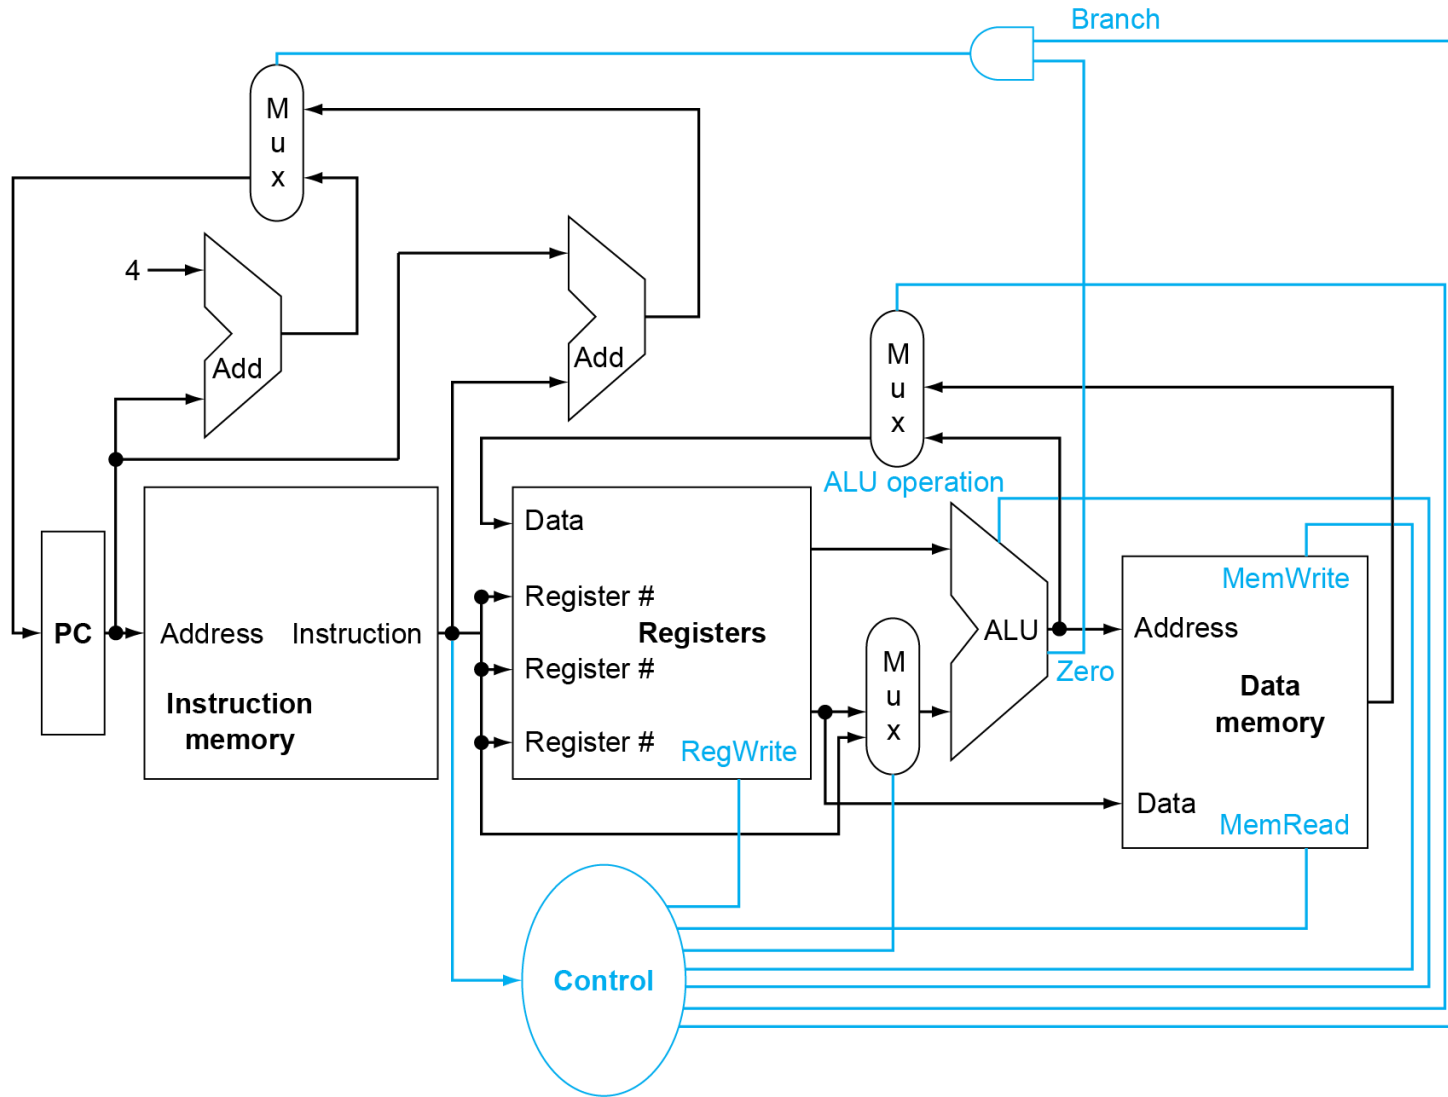 Branch
M
u
x
4
Add
Add
M
u
x
ALU operation
Data
MemWrite
Register #
PC
Address
Instruction
Registers
ALU
Address
M
u
x
Zero
Register #
Instruction
memory
Data
memory
Register #
RegWrite
Data
MemRead
Control